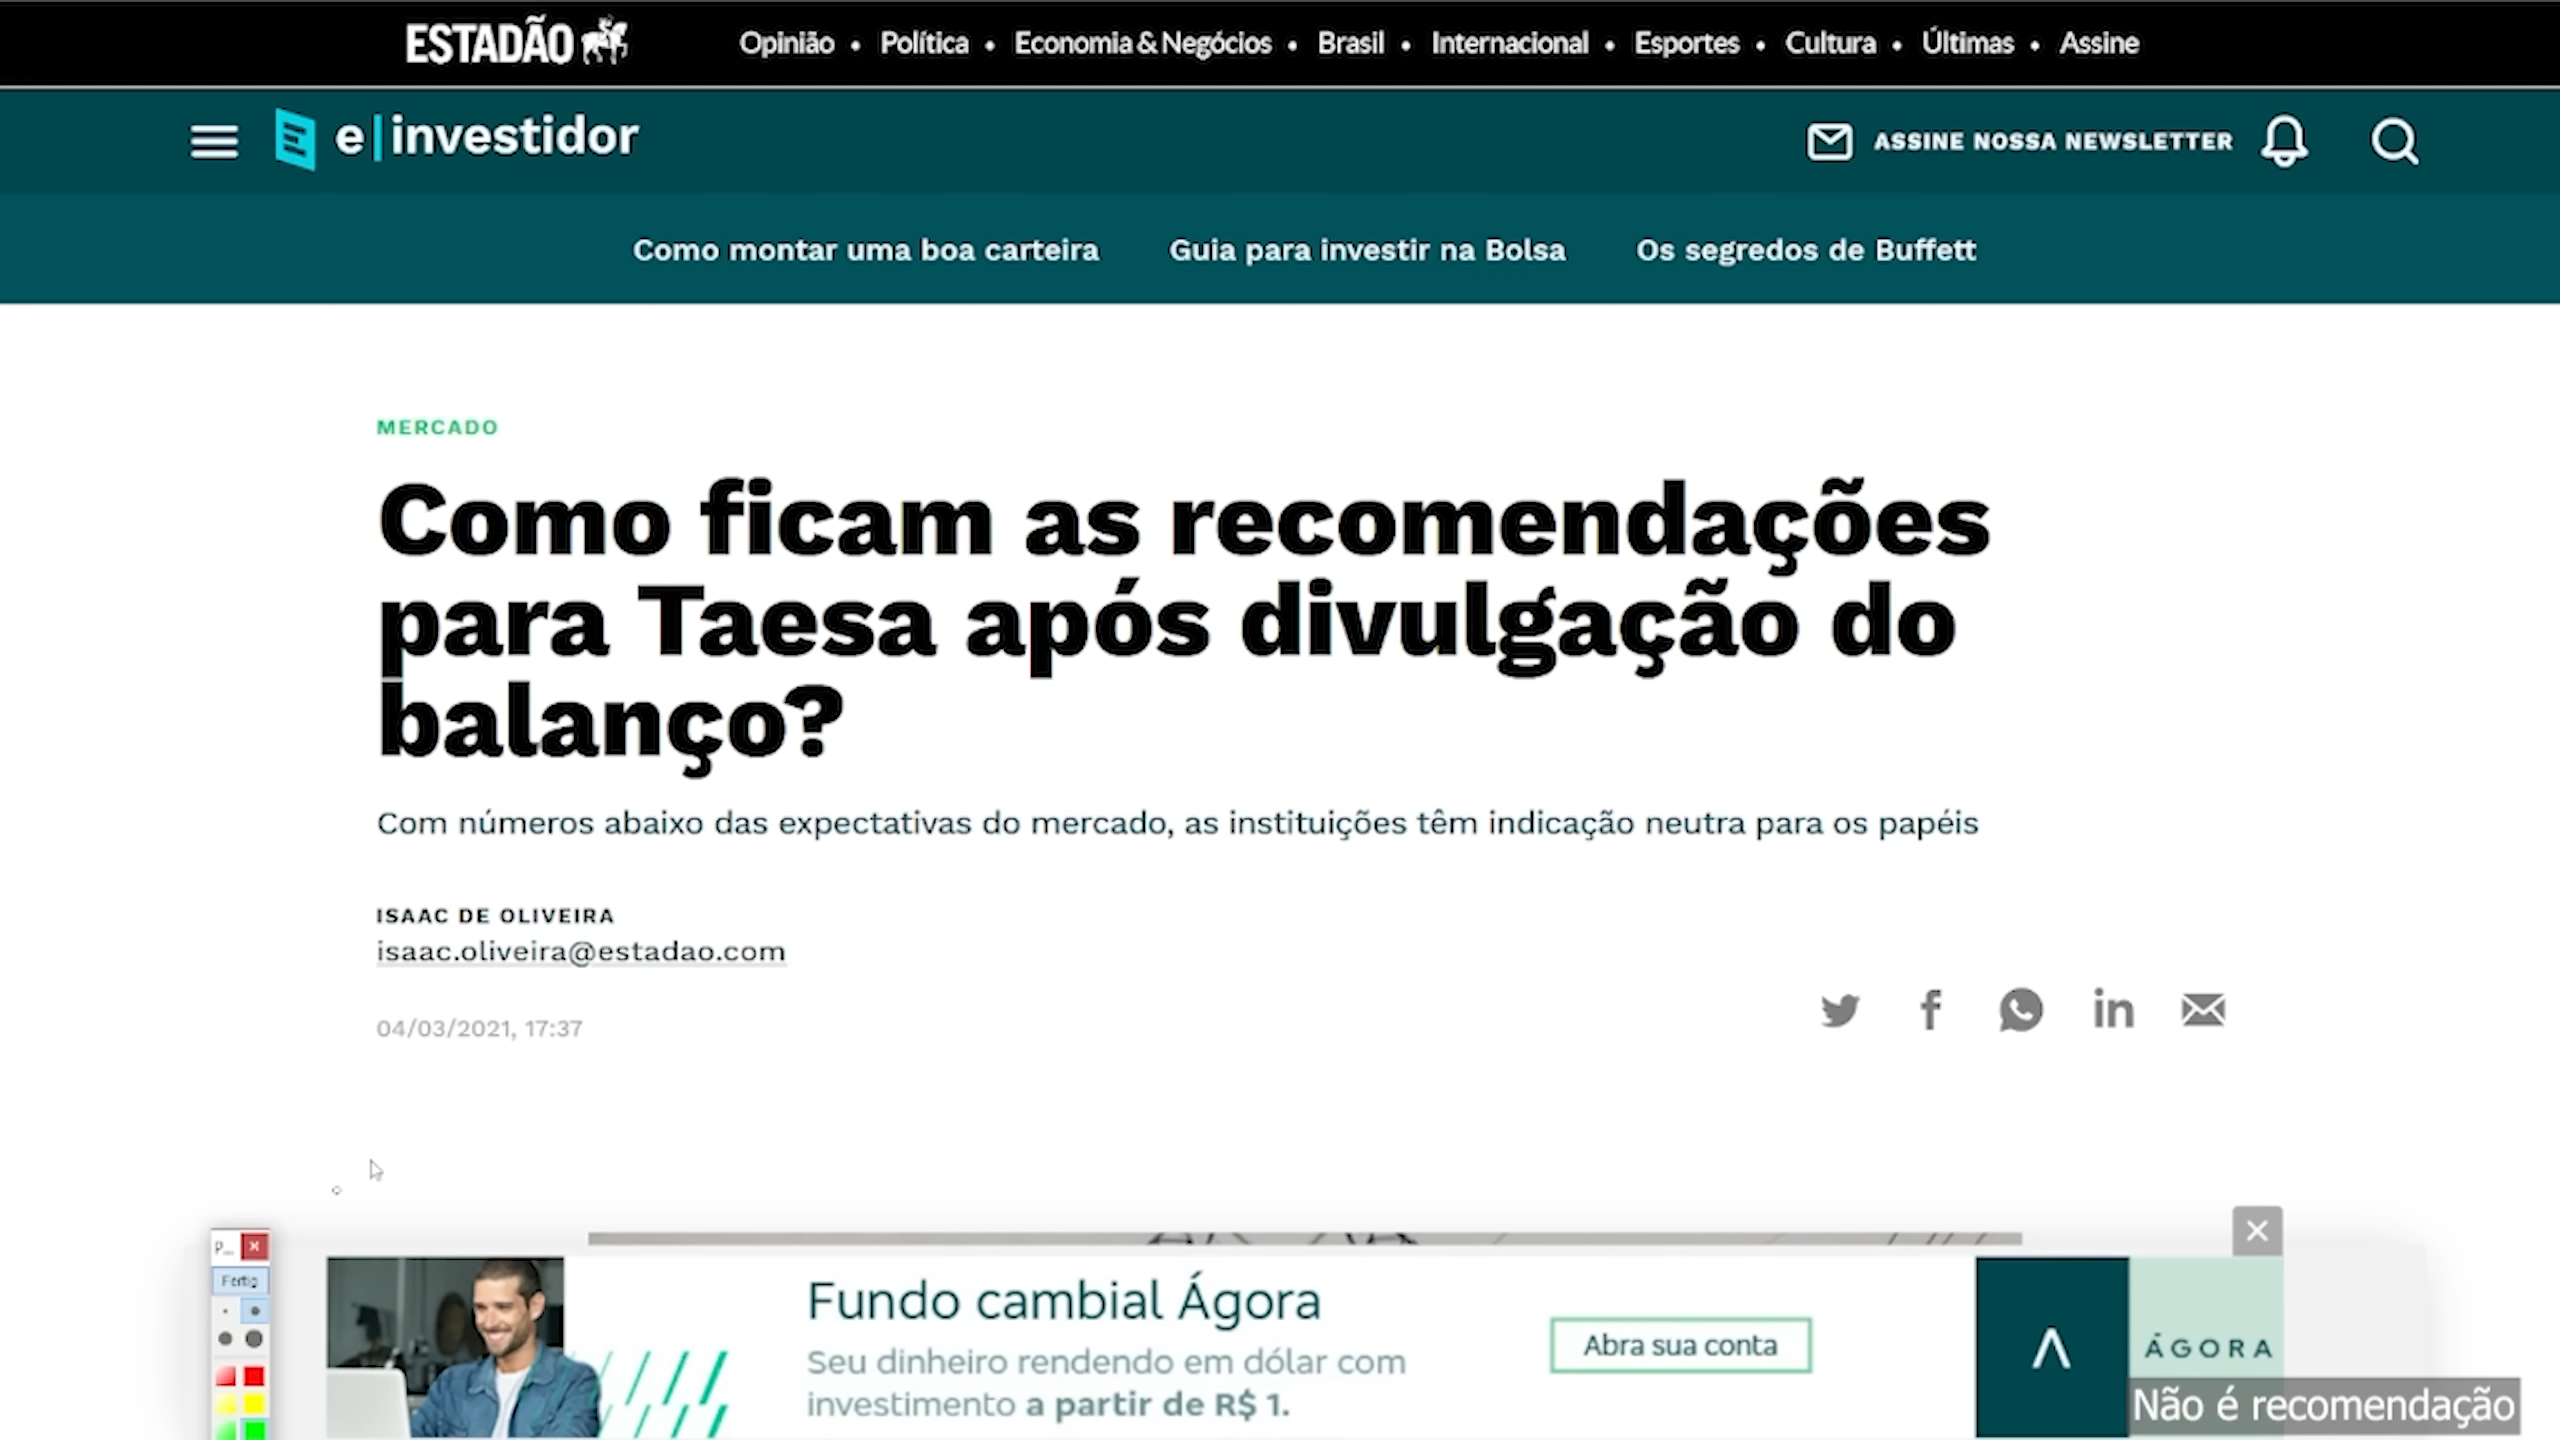 ESTADÃO
Opinião • Política • Economia & Negócios • Brasil • Internacional • Esportes • Cultura • Últimas • Assine
e|investidor
ASSINE NOSSA NEWSLETTER
Como montar uma boa carteira
Guia para investir na Bolsa
Os segredos de Buffett
MERCADO
Como ficam as recomendações
para Taesa após divulgação do
balanço?
Com números abaixo das expectativas do mercado, as instituições têm indicação neutra para os papéis
ISAAC DE OLIVEIRA
isaac.oliveira@estadao.com
04/03/2021, 17:37
P...
Fertig
Fundo cambial Ágora
Seu dinheiro rendendo em dólar com
investimento a partir de R$ 1.
Abra sua conta
ÁGORA
Não é recomendação